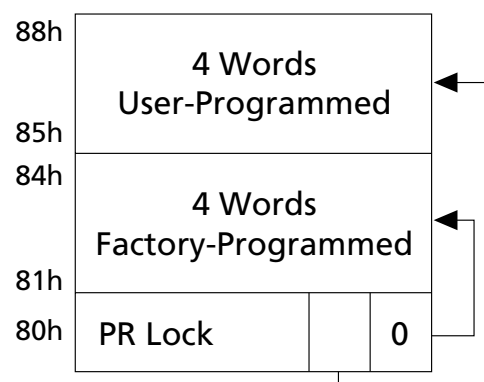 88h
4 Words
User-Programmed
85h
84h
4 Words
Factory-Programmed
81h
80h PR Lock 0